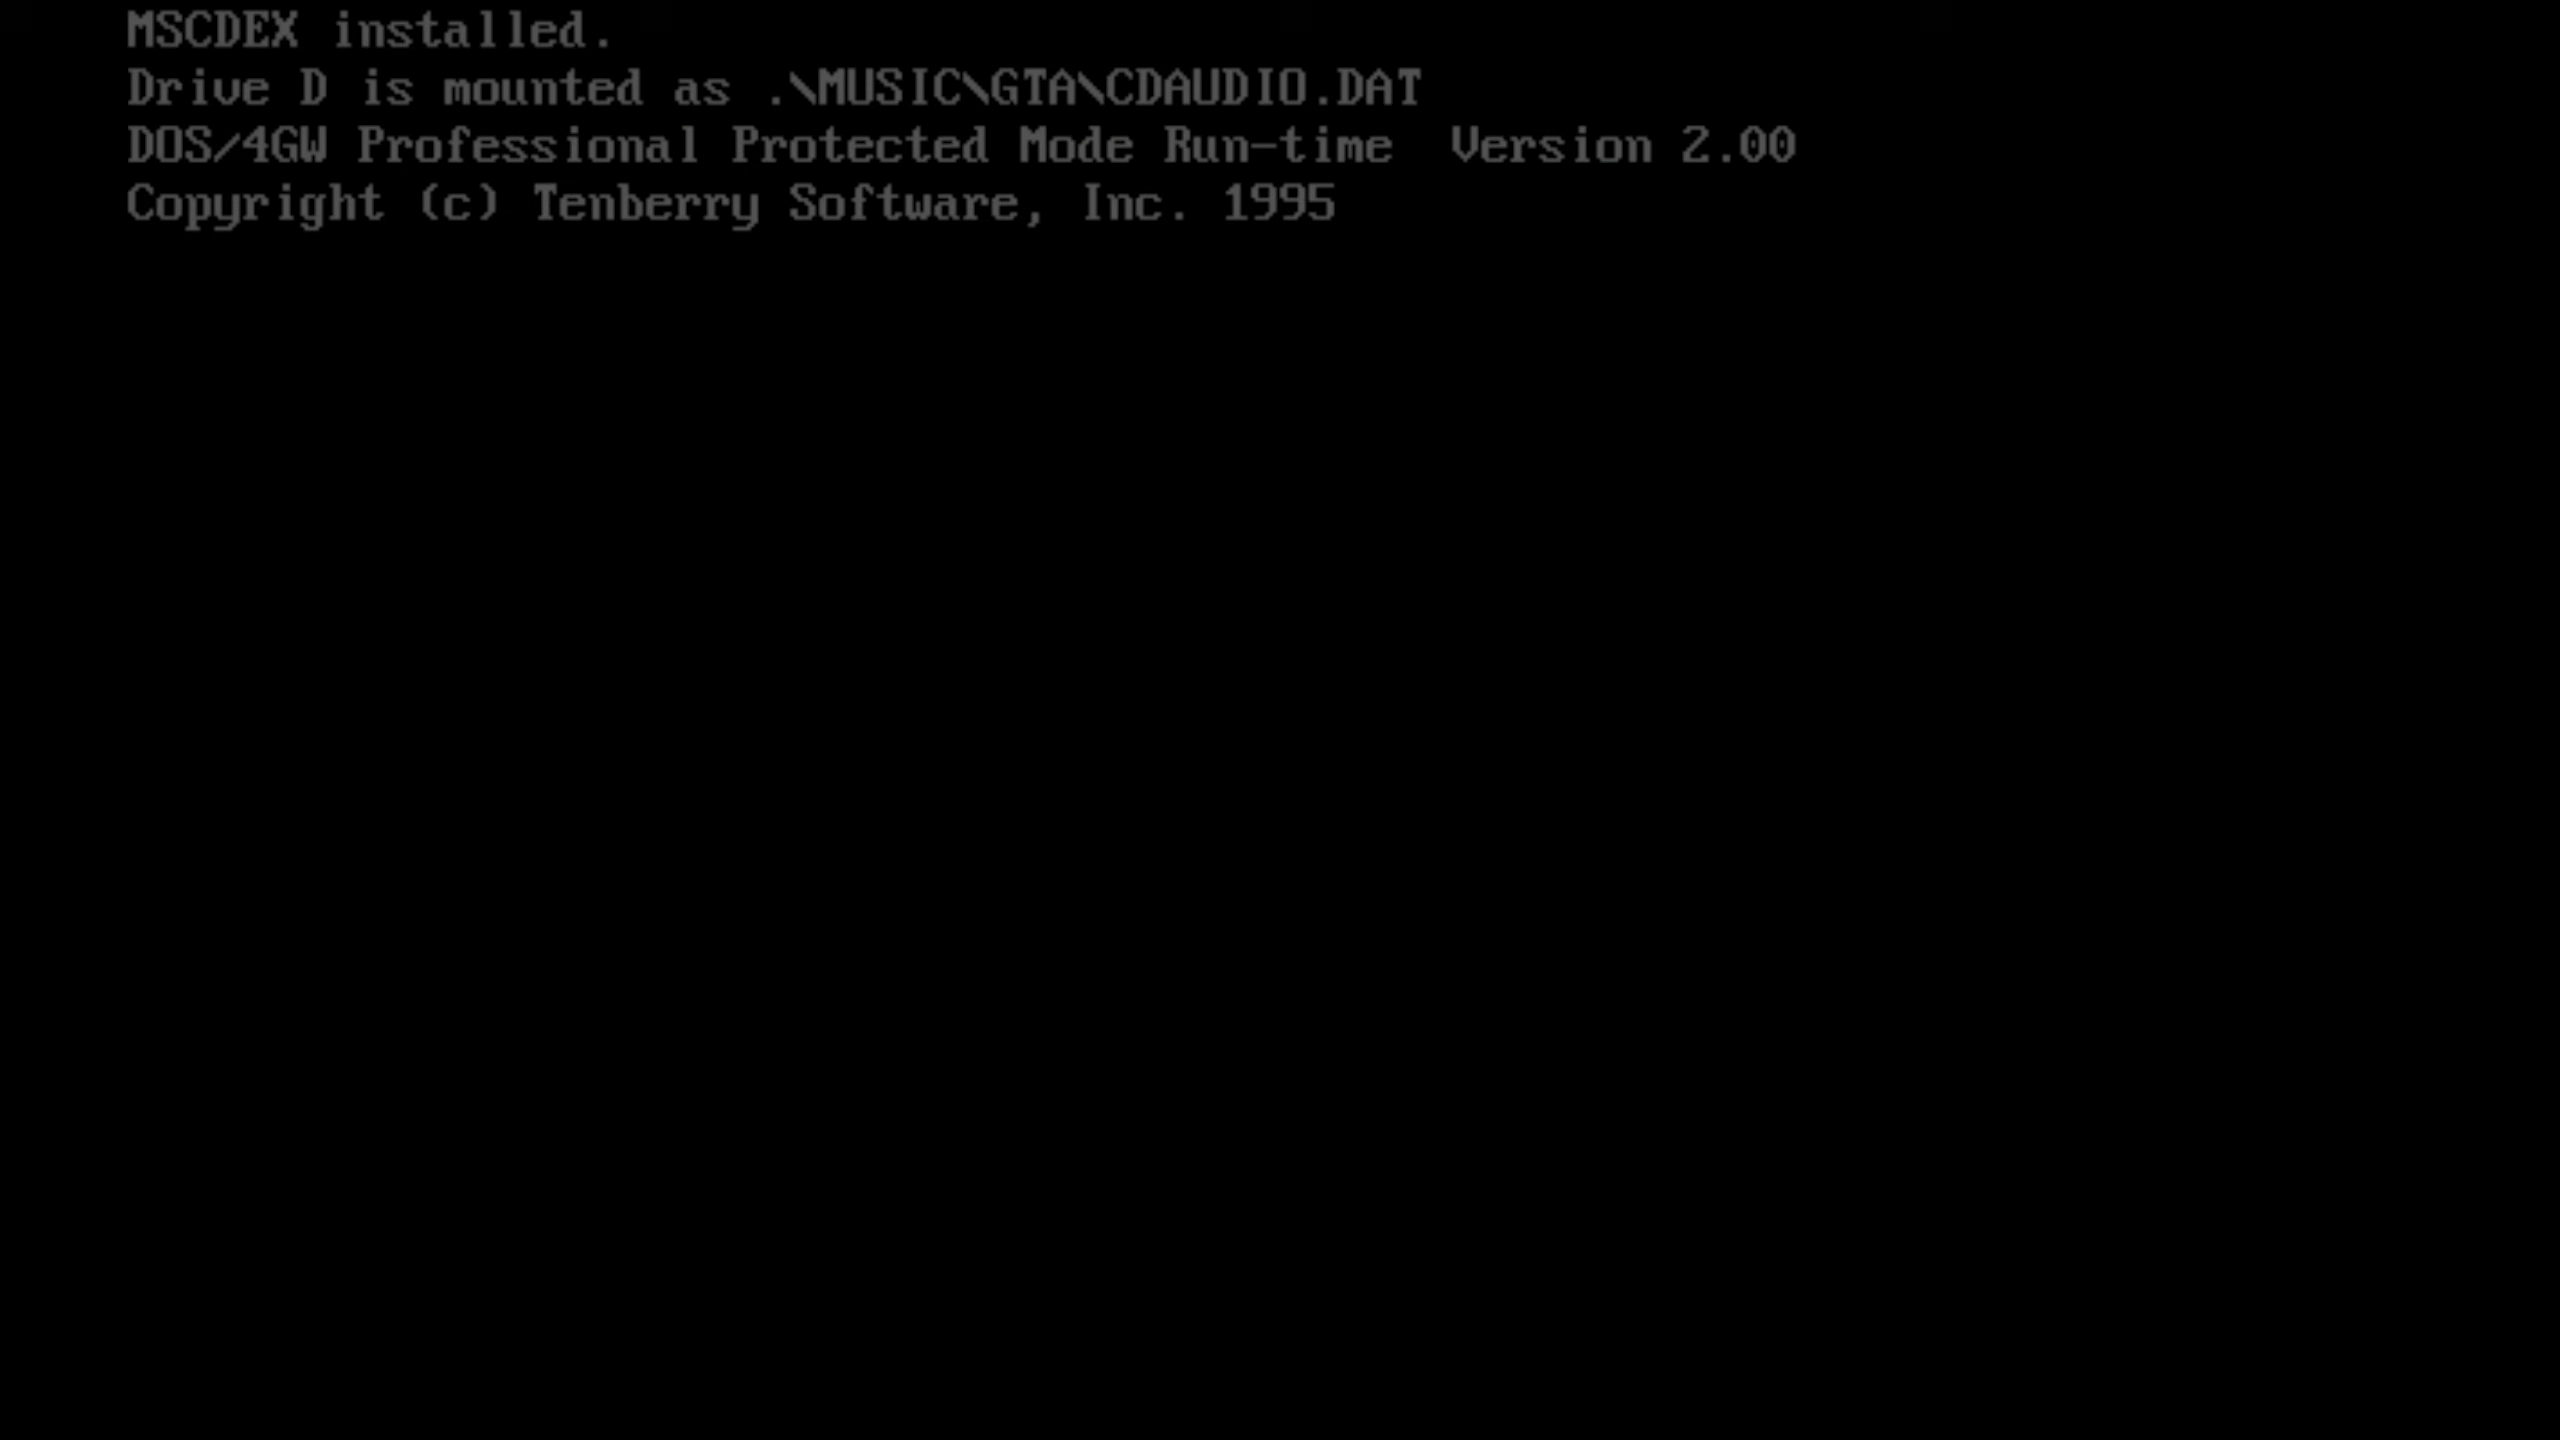 MSCDEX installed.
Drive D is mounted as .\MUSIC\GTA\CDAUDIO.DAT
DOS/4GW Professional Protected Mode Run-time  Version 2.00
Copyright (c) Tenberry Software, Inc. 1995